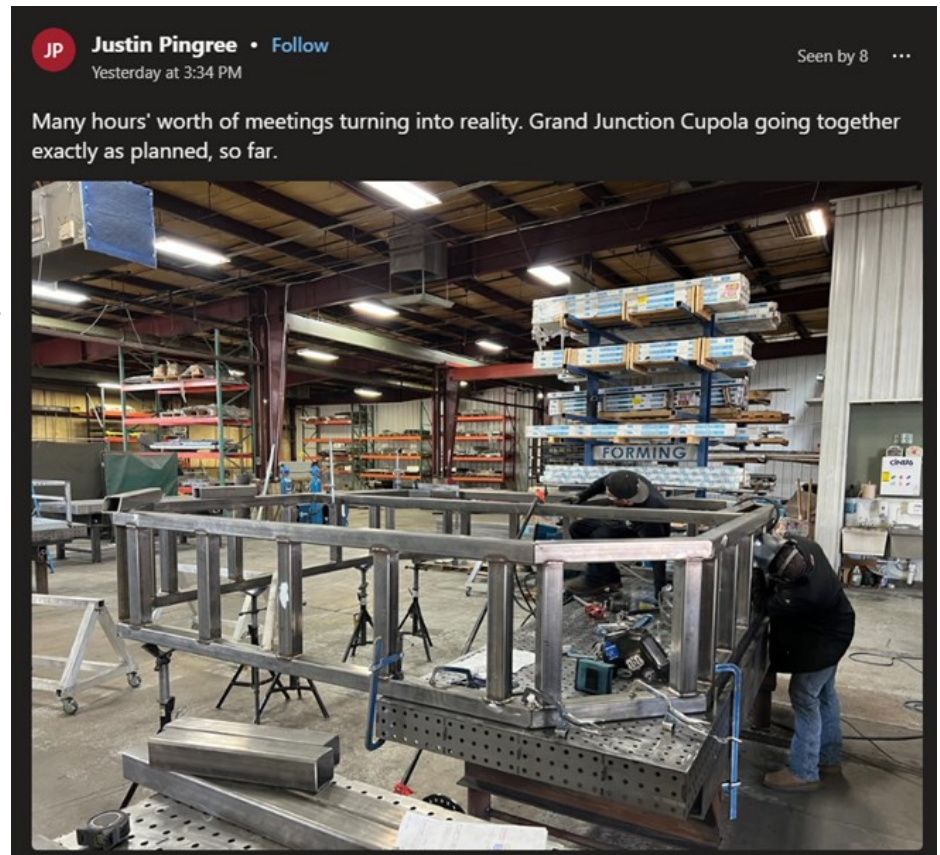 JP
Justin Pingree • Follow
Yesterday at 3:34 PM
Seen by 8 ...
Many hours' worth of meetings turning into reality. Grand Junction Cupola going together
exactly as planned, so far.
FORMING
CINTAS